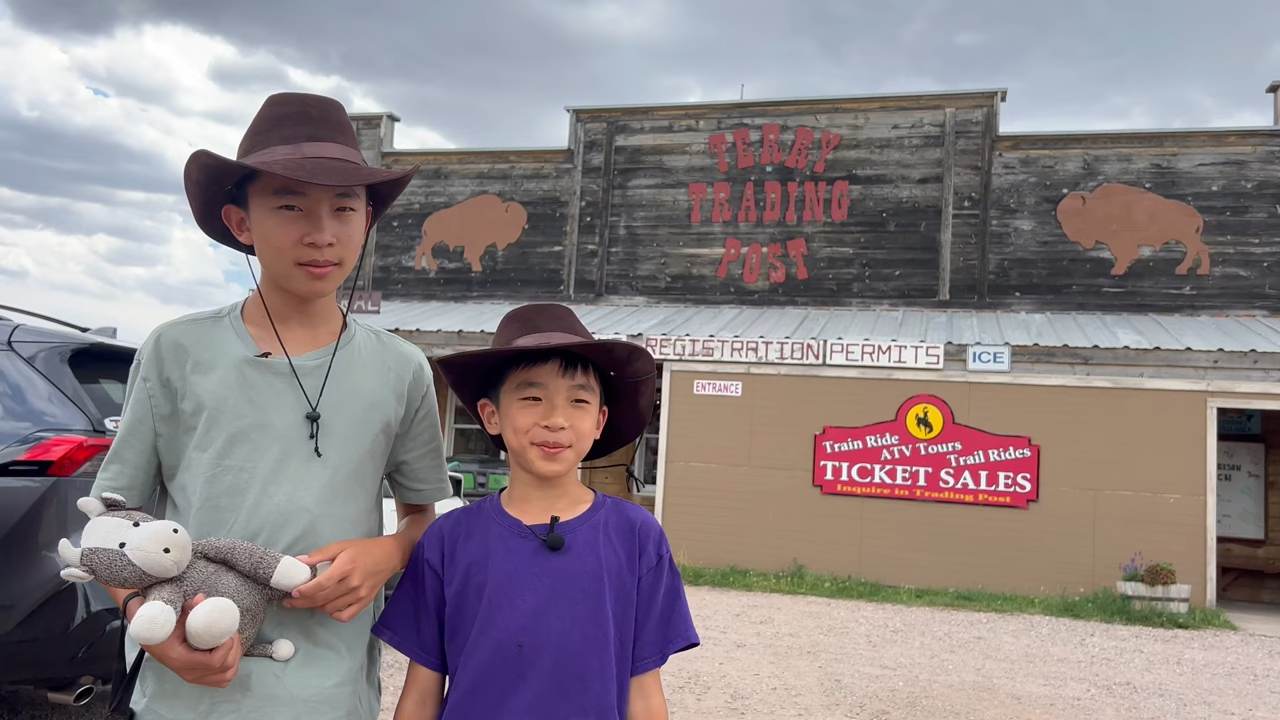 TERRY
TRADING
POST
REGISTRATION PERMITS
ICE
ENTRANCE
Train Ride
ATV Tours
Trail Rides
TICKET SALES
Inquire in Trading Post